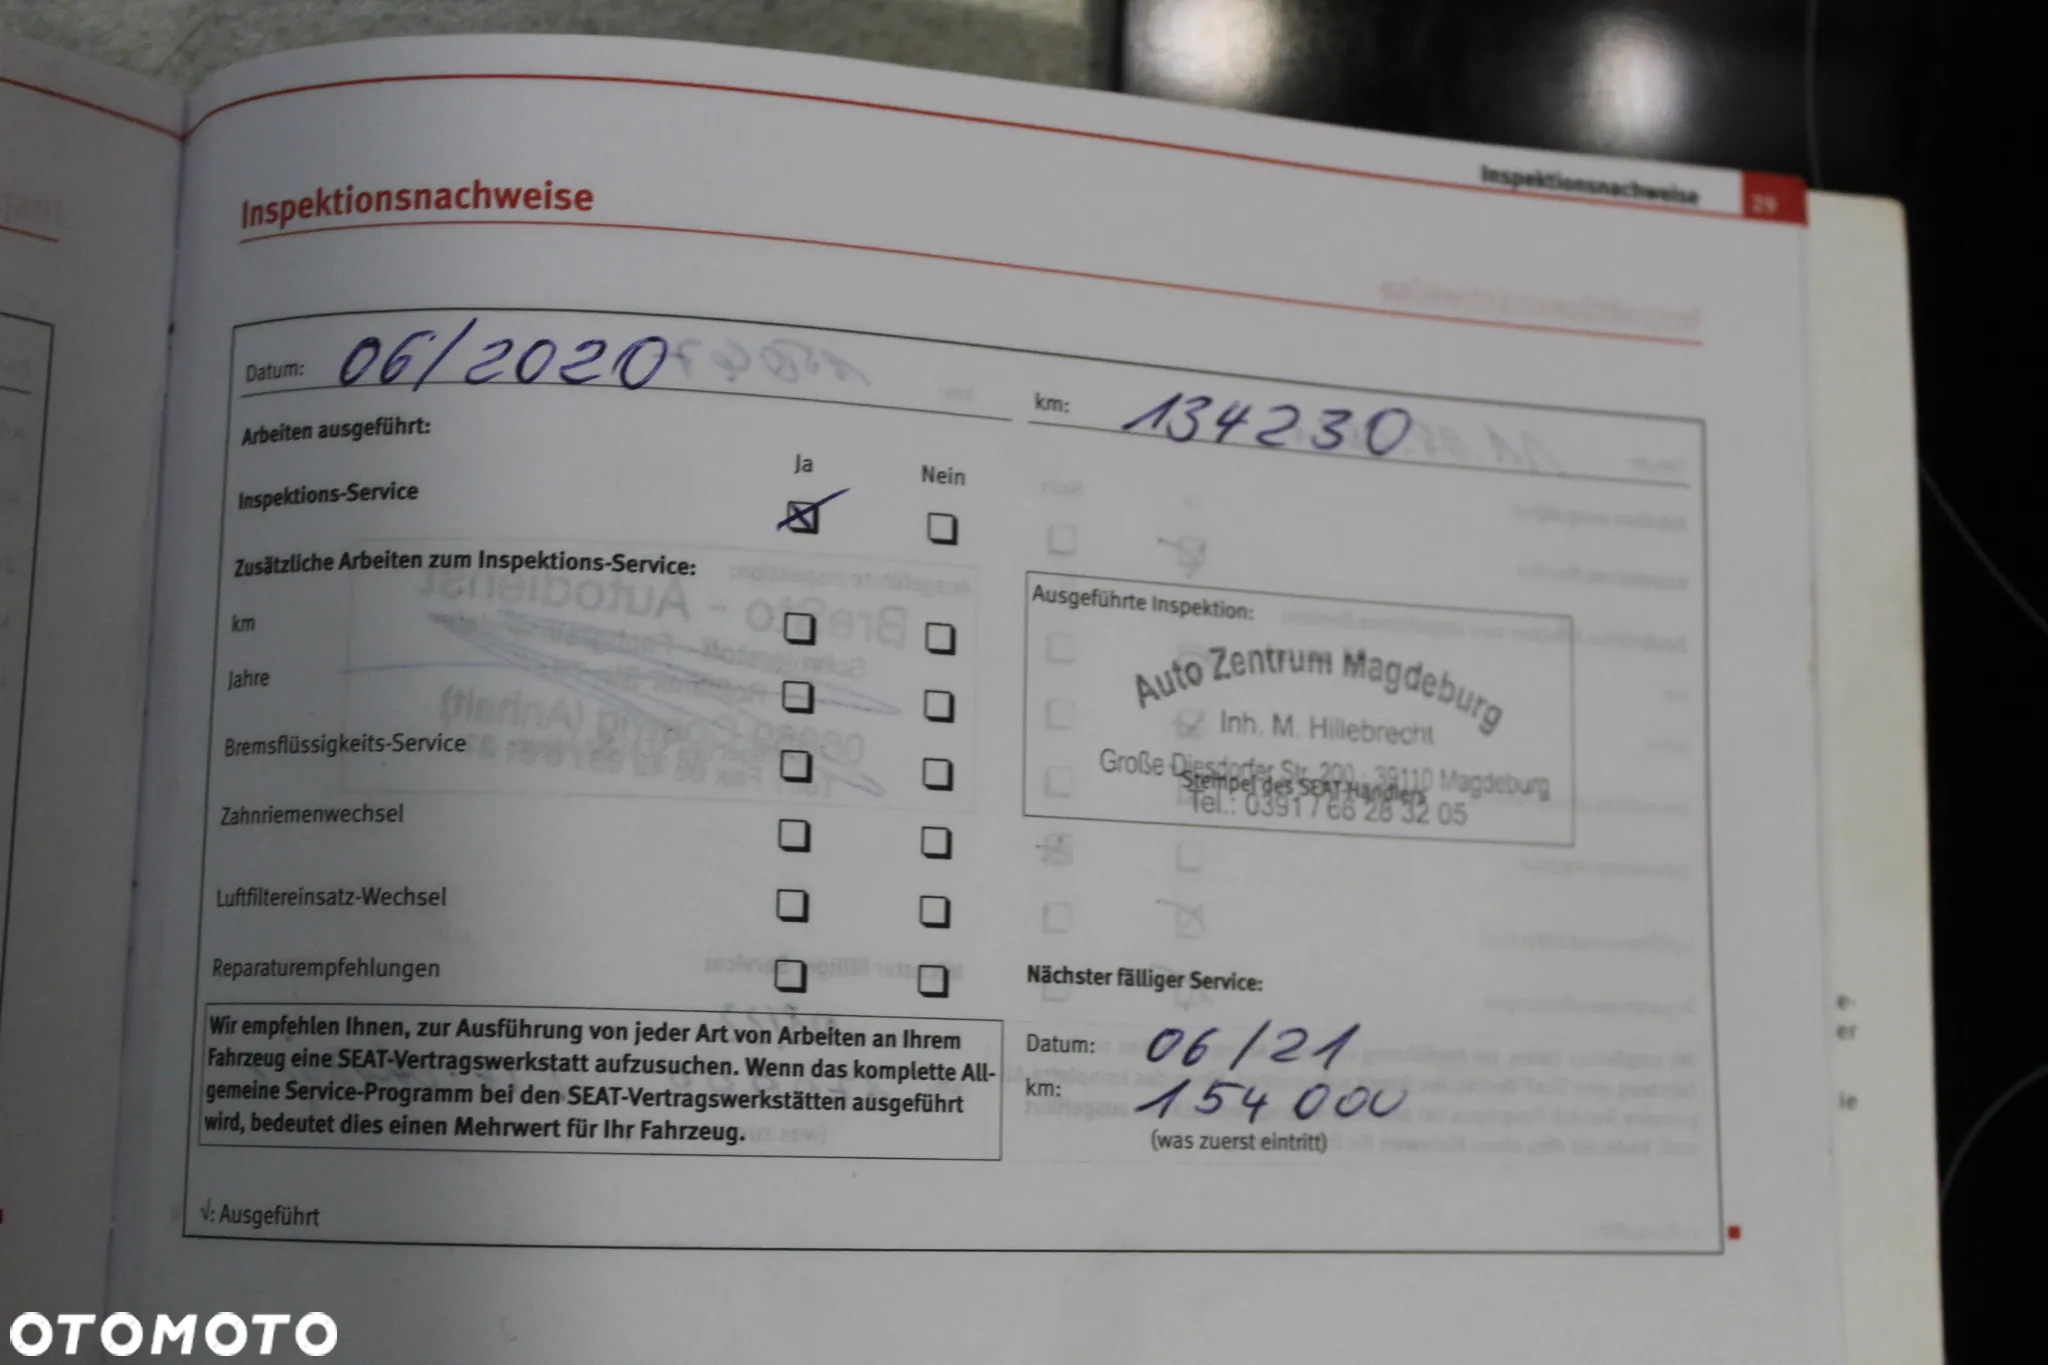 Inspektionsnachweise
29
Inspektionsnachweise
Datum: 06/2020
km: 134230
Arbeiten ausgeführt:
Ja Nein
Inspektions-Service
Zusätzliche Arbeiten zum Inspektions-Service:
km
Jahre
Bremsflüssigkeits-Service
Zahnriemenwechsel
Luftfiltereinsatz-Wechsel
Reparaturempfehlungen
Ausgeführte Inspektion:
Auto Zentrum Magdeburg
Inh. M. Hillebrecht
Große Diesdorfer Str. 200 · 39110 Magdeburg
Stempel des SEAT-Händlers
Tel.: 0391 / 66 28 32 05
Nächster fälliger Service:
Datum: 06/21
km: 154000
(was zuerst eintritt)
Wir empfehlen Ihnen, zur Ausführung von jeder Art von Arbeiten an Ihrem
Fahrzeug eine SEAT-Vertragswerkstatt aufzusuchen. Wenn das komplette All-
gemeine Service-Programm bei den SEAT-Vertragswerkstätten ausgeführt
wird, bedeutet dies einen Mehrwert für Ihr Fahrzeug.
√: Ausgeführt
e-
er
ie
OTOMOTO